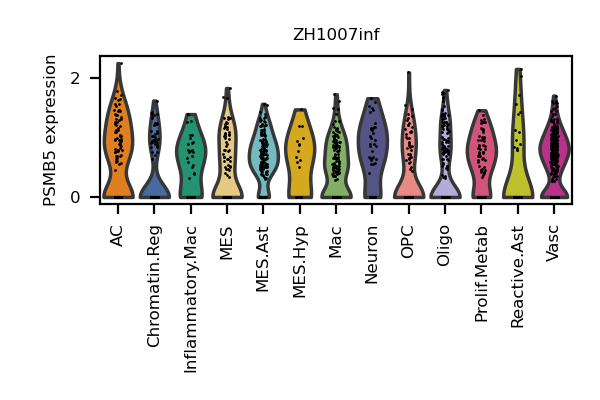 ZH1007inf
PSMB5 expression
2
0
AC
Chromatin.Reg
Inflammatory.Mac
MES
MES.Ast
MES.Hyp
Mac
Neuron
OPC
Oligo
Prolif.Metab
Reactive.Ast
Vasc